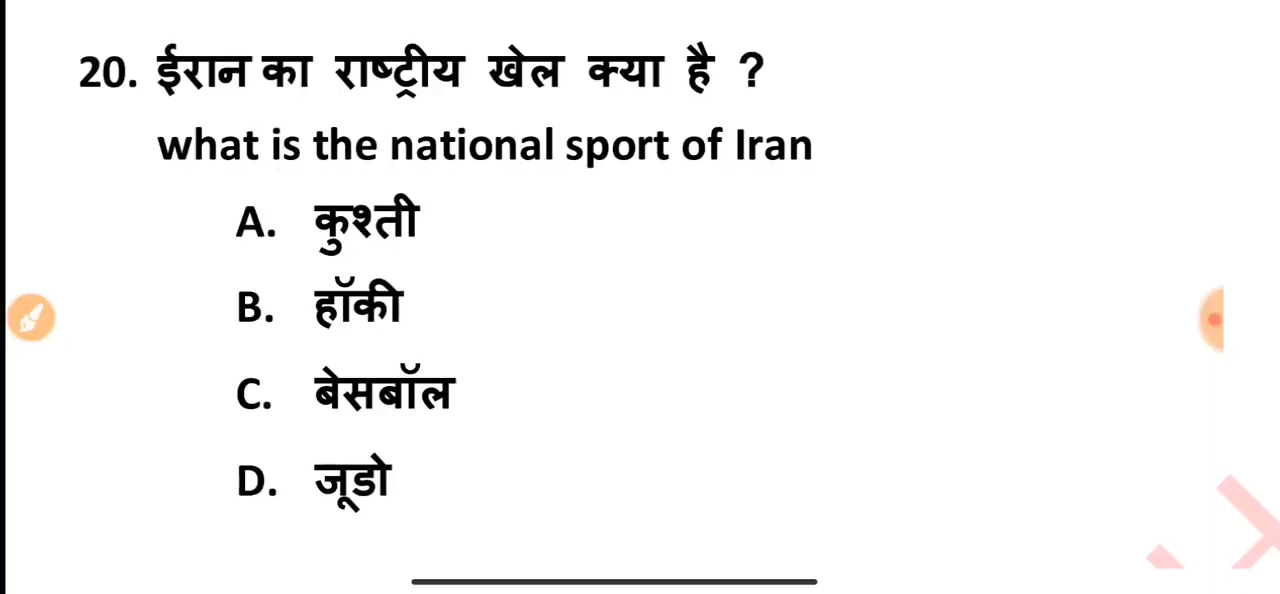 20. ईरान का राष्ट्रीय खेल क्या है ?
what is the national sport of Iran
A. कुश्ती
B. हॉकी
C. बेसबॉल
D. जूडो